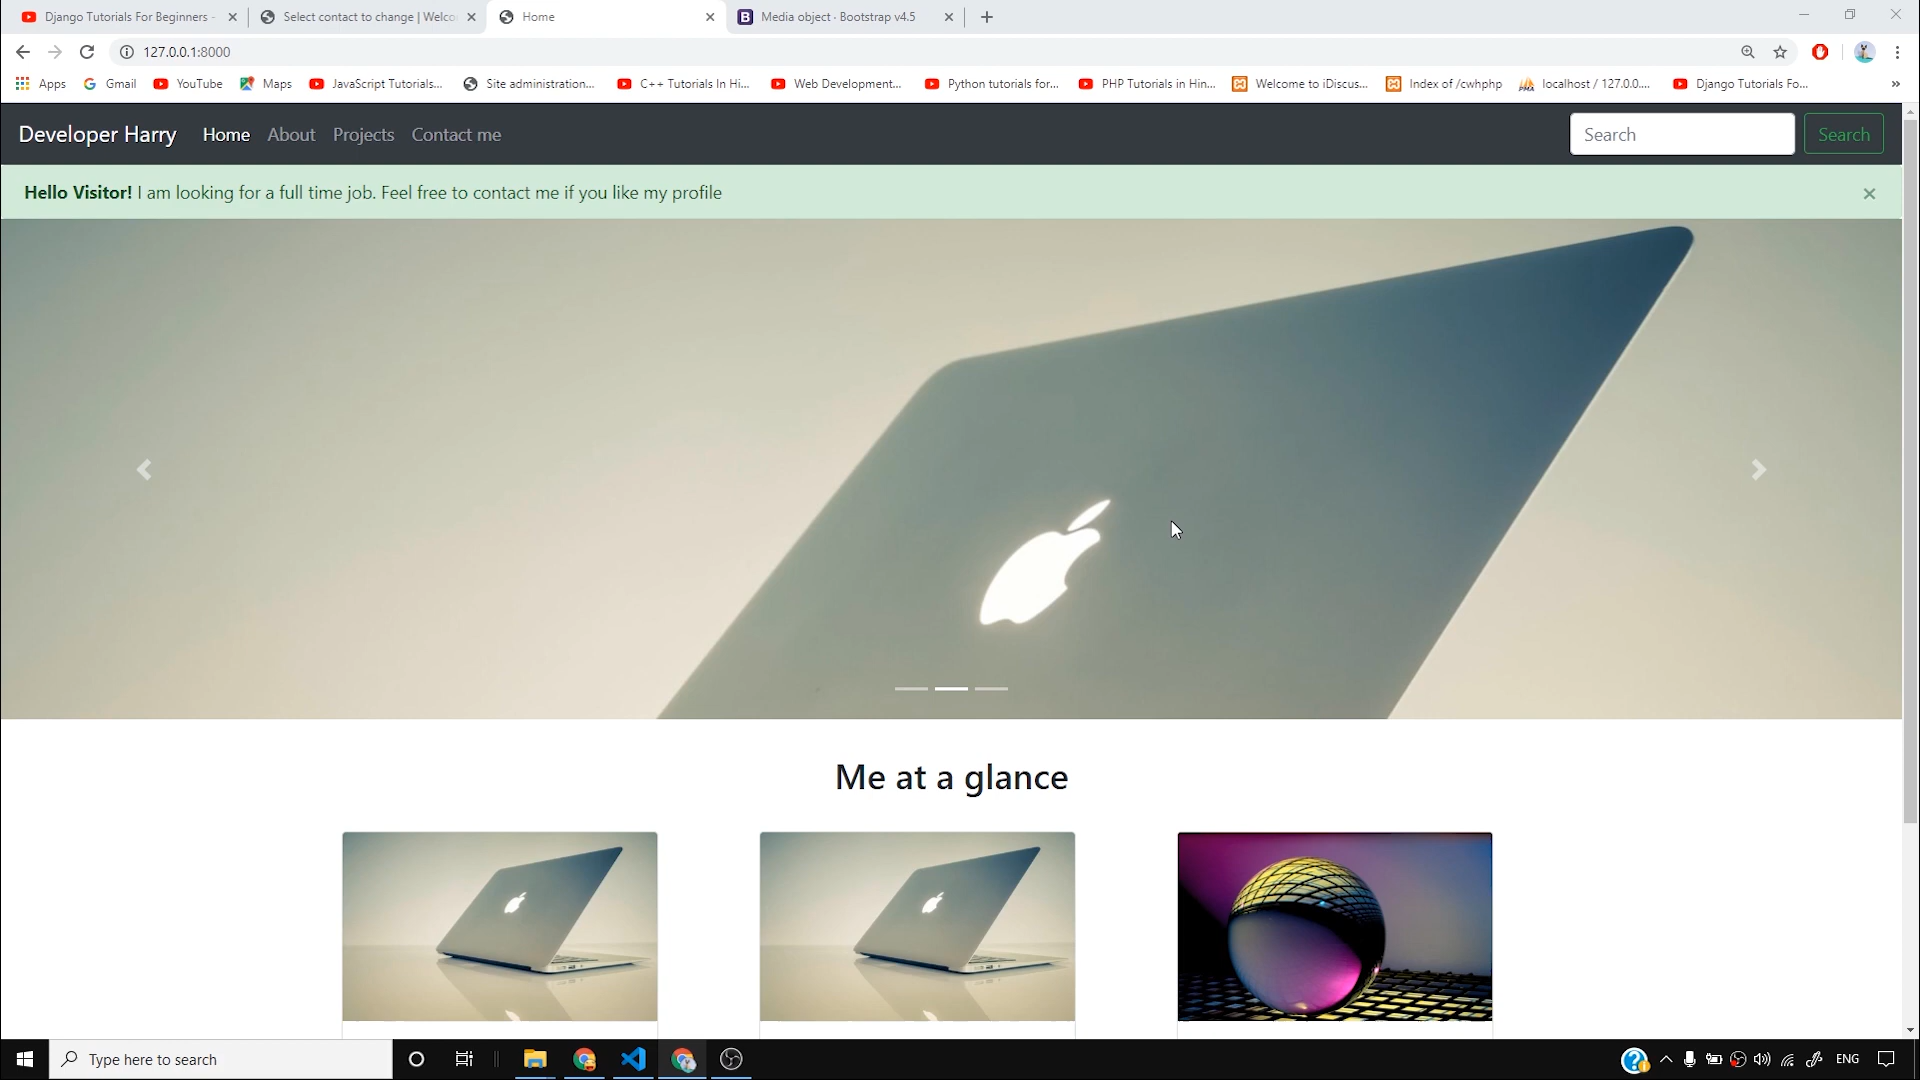 Django Tutorials For Beginners -
Select contact to change | Welco
Home
Media object · Bootstrap v4.5
127.0.0.1:8000
Apps
Gmail
YouTube
Maps
JavaScript Tutorials...
Site administration...
C++ Tutorials In Hi...
Web Development...
Python tutorials for...
PHP Tutorials in Hin...
Welcome to iDiscus...
Index of /cwhphp
localhost / 127.0.0....
Django Tutorials Fo...
Developer Harry
Home
About
Projects
Contact me
Search
Search
Hello Visitor! I am looking for a full time job. Feel free to contact me if you like my profile
Me at a glance
Type here to search
ENG